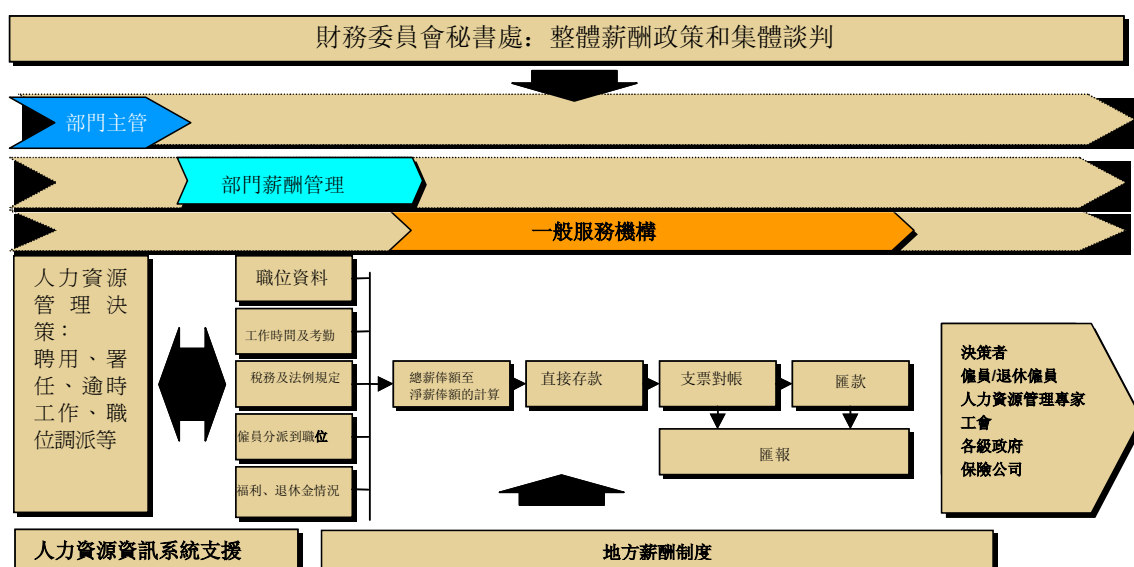 財務委員會秘書處：整體薪酬政策和集體談判
部門主管
部門薪酬管理
一般服務機構
人力資源
管理決
策：
聘用、署
任、逾時
工作、職
位調派等
職位資料
工作時間及考勤
稅務及法例規定
僱員分派到職位
福利、退休金情況
總薪俸額至
淨薪俸額的計算
直接存款
支票對帳
匯款
匯報
決策者
僱員/退休僱員
人力資源管理專家
工會
各級政府
保險公司
人力資源資訊系統支援
地方薪酬制度